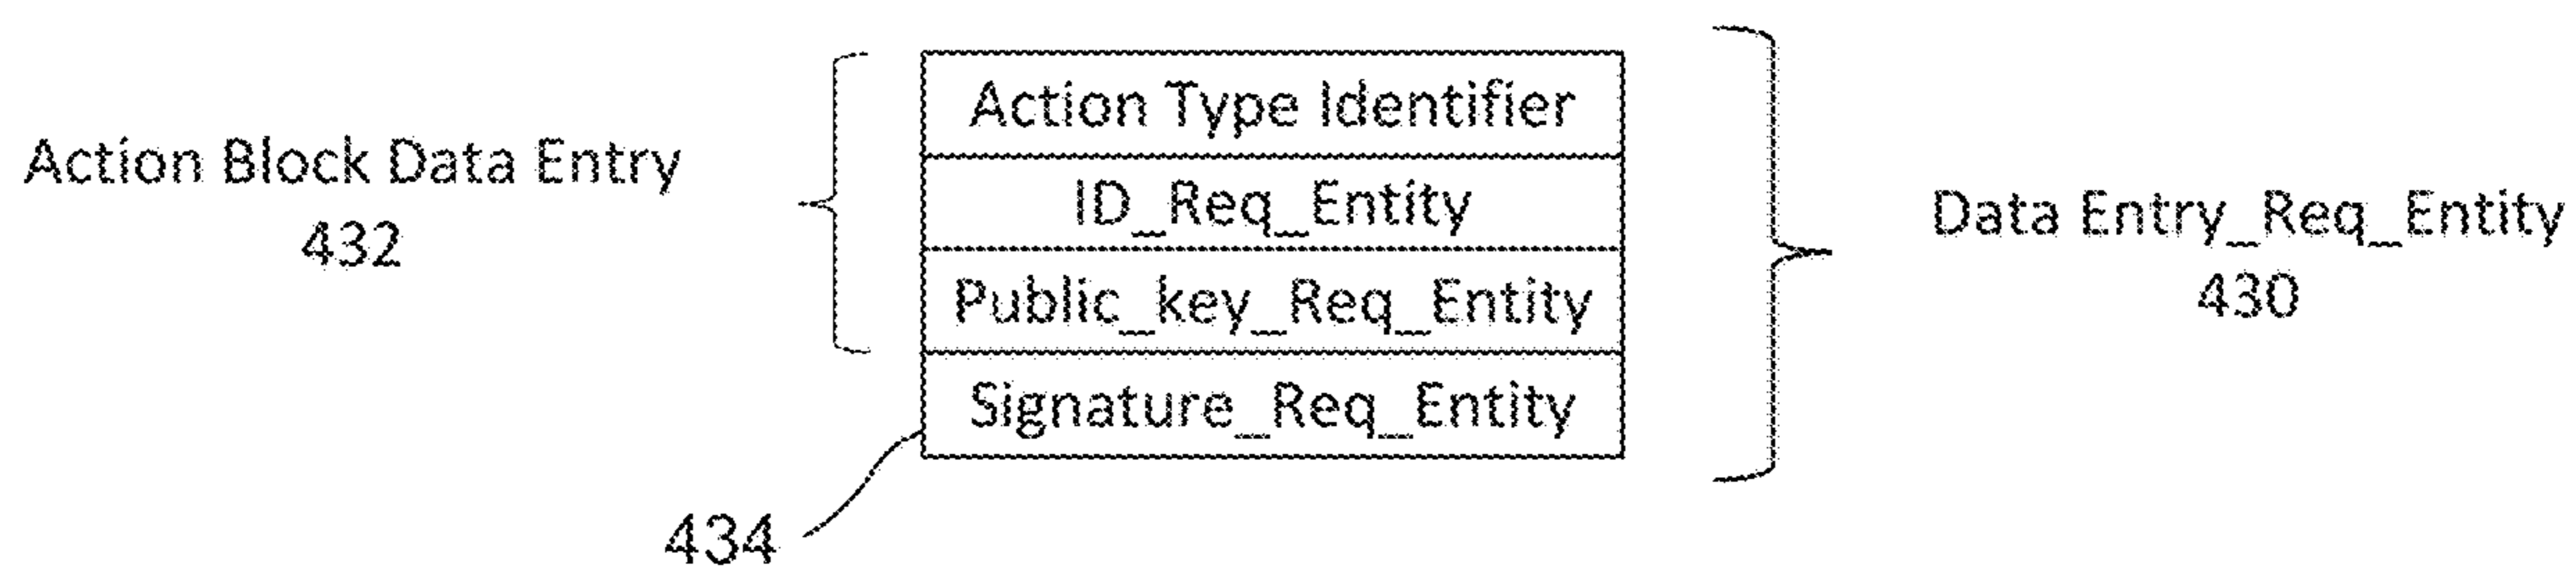 Action Block Data Entry
432
Action Type Identifier
ID_Req_Entity
Public_key_Req_Entity
Signature_Req_Entity
434
Data Entry_Req_Entity
430